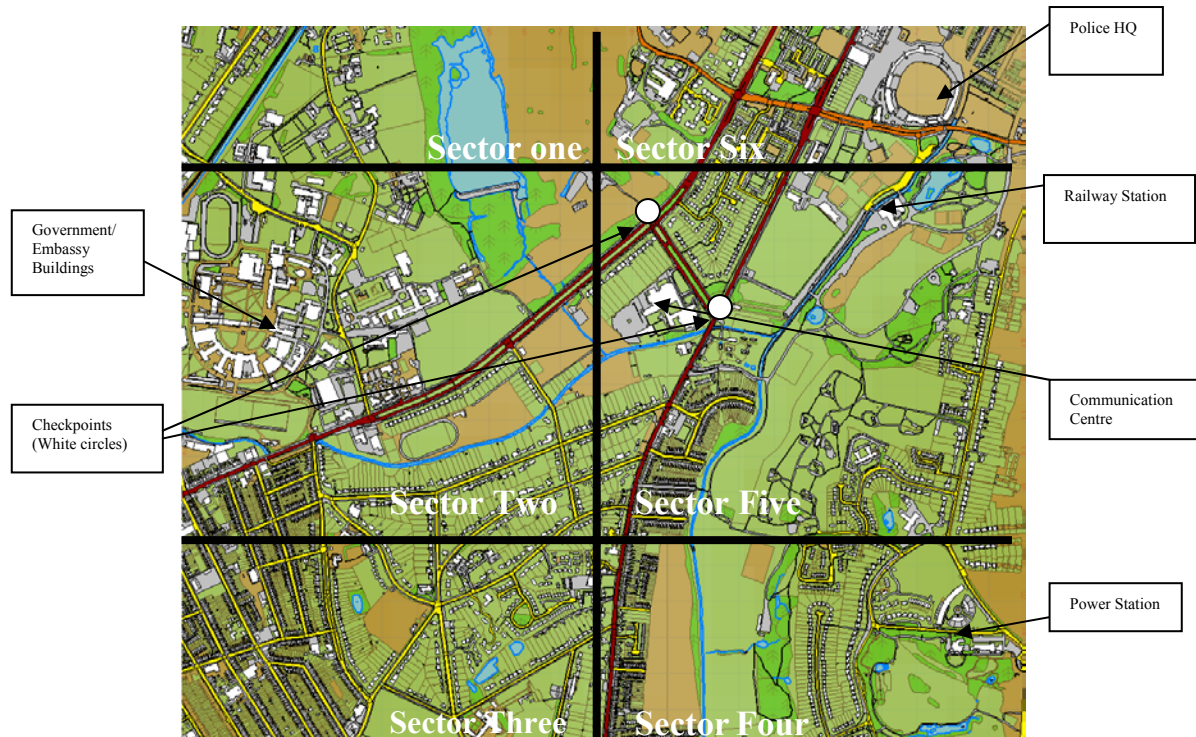 Police HQ
Sector one
Sector Six
Railway Station
Government/
Embassy
Buildings
Checkpoints
(White circles)
Communication
Centre
Sector Two
Sector Five
Power Station
Sector Three
Sector Four